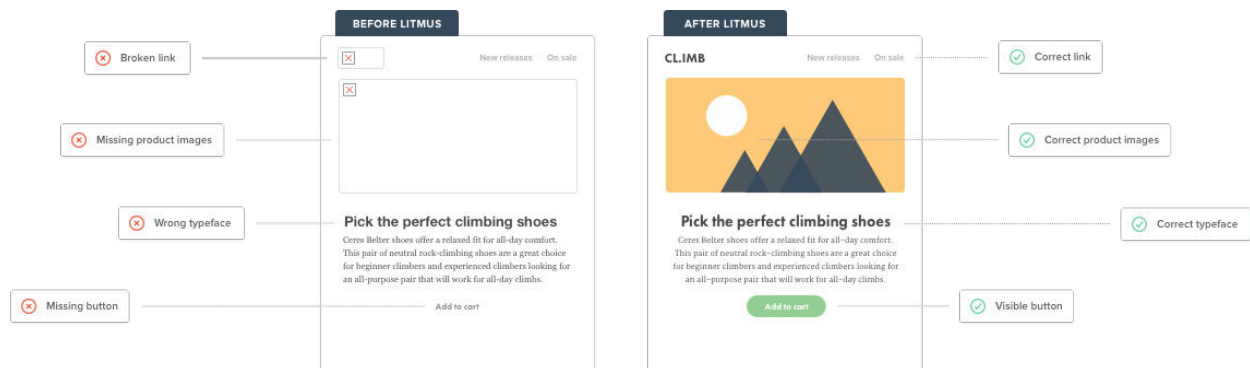 BEFORE LITMUS
Broken link
New releases On sale
Missing product images
Wrong typeface
Pick the perfect climbing shoes
Ceres Belter shoes offer a relaxed fit for all-day comfort.
This pair of neutral rock-climbing shoes are a great choice
for beginner climbers and experienced climbers looking for
an all-purpose pair that will work for all-day climbs.
Missing button
Add to cart
AFTER LITMUS
CL.IMB
New releases On sale
Correct link
Correct product images
Pick the perfect climbing shoes
Correct typeface
Ceres Belter shoes offer a relaxed fit for all-day comfort.
This pair of neutral rock-climbing shoes are a great choice
for beginner climbers and experienced climbers looking for
an all-purpose pair that will work for all-day climbs.
Add to cart
Visible button